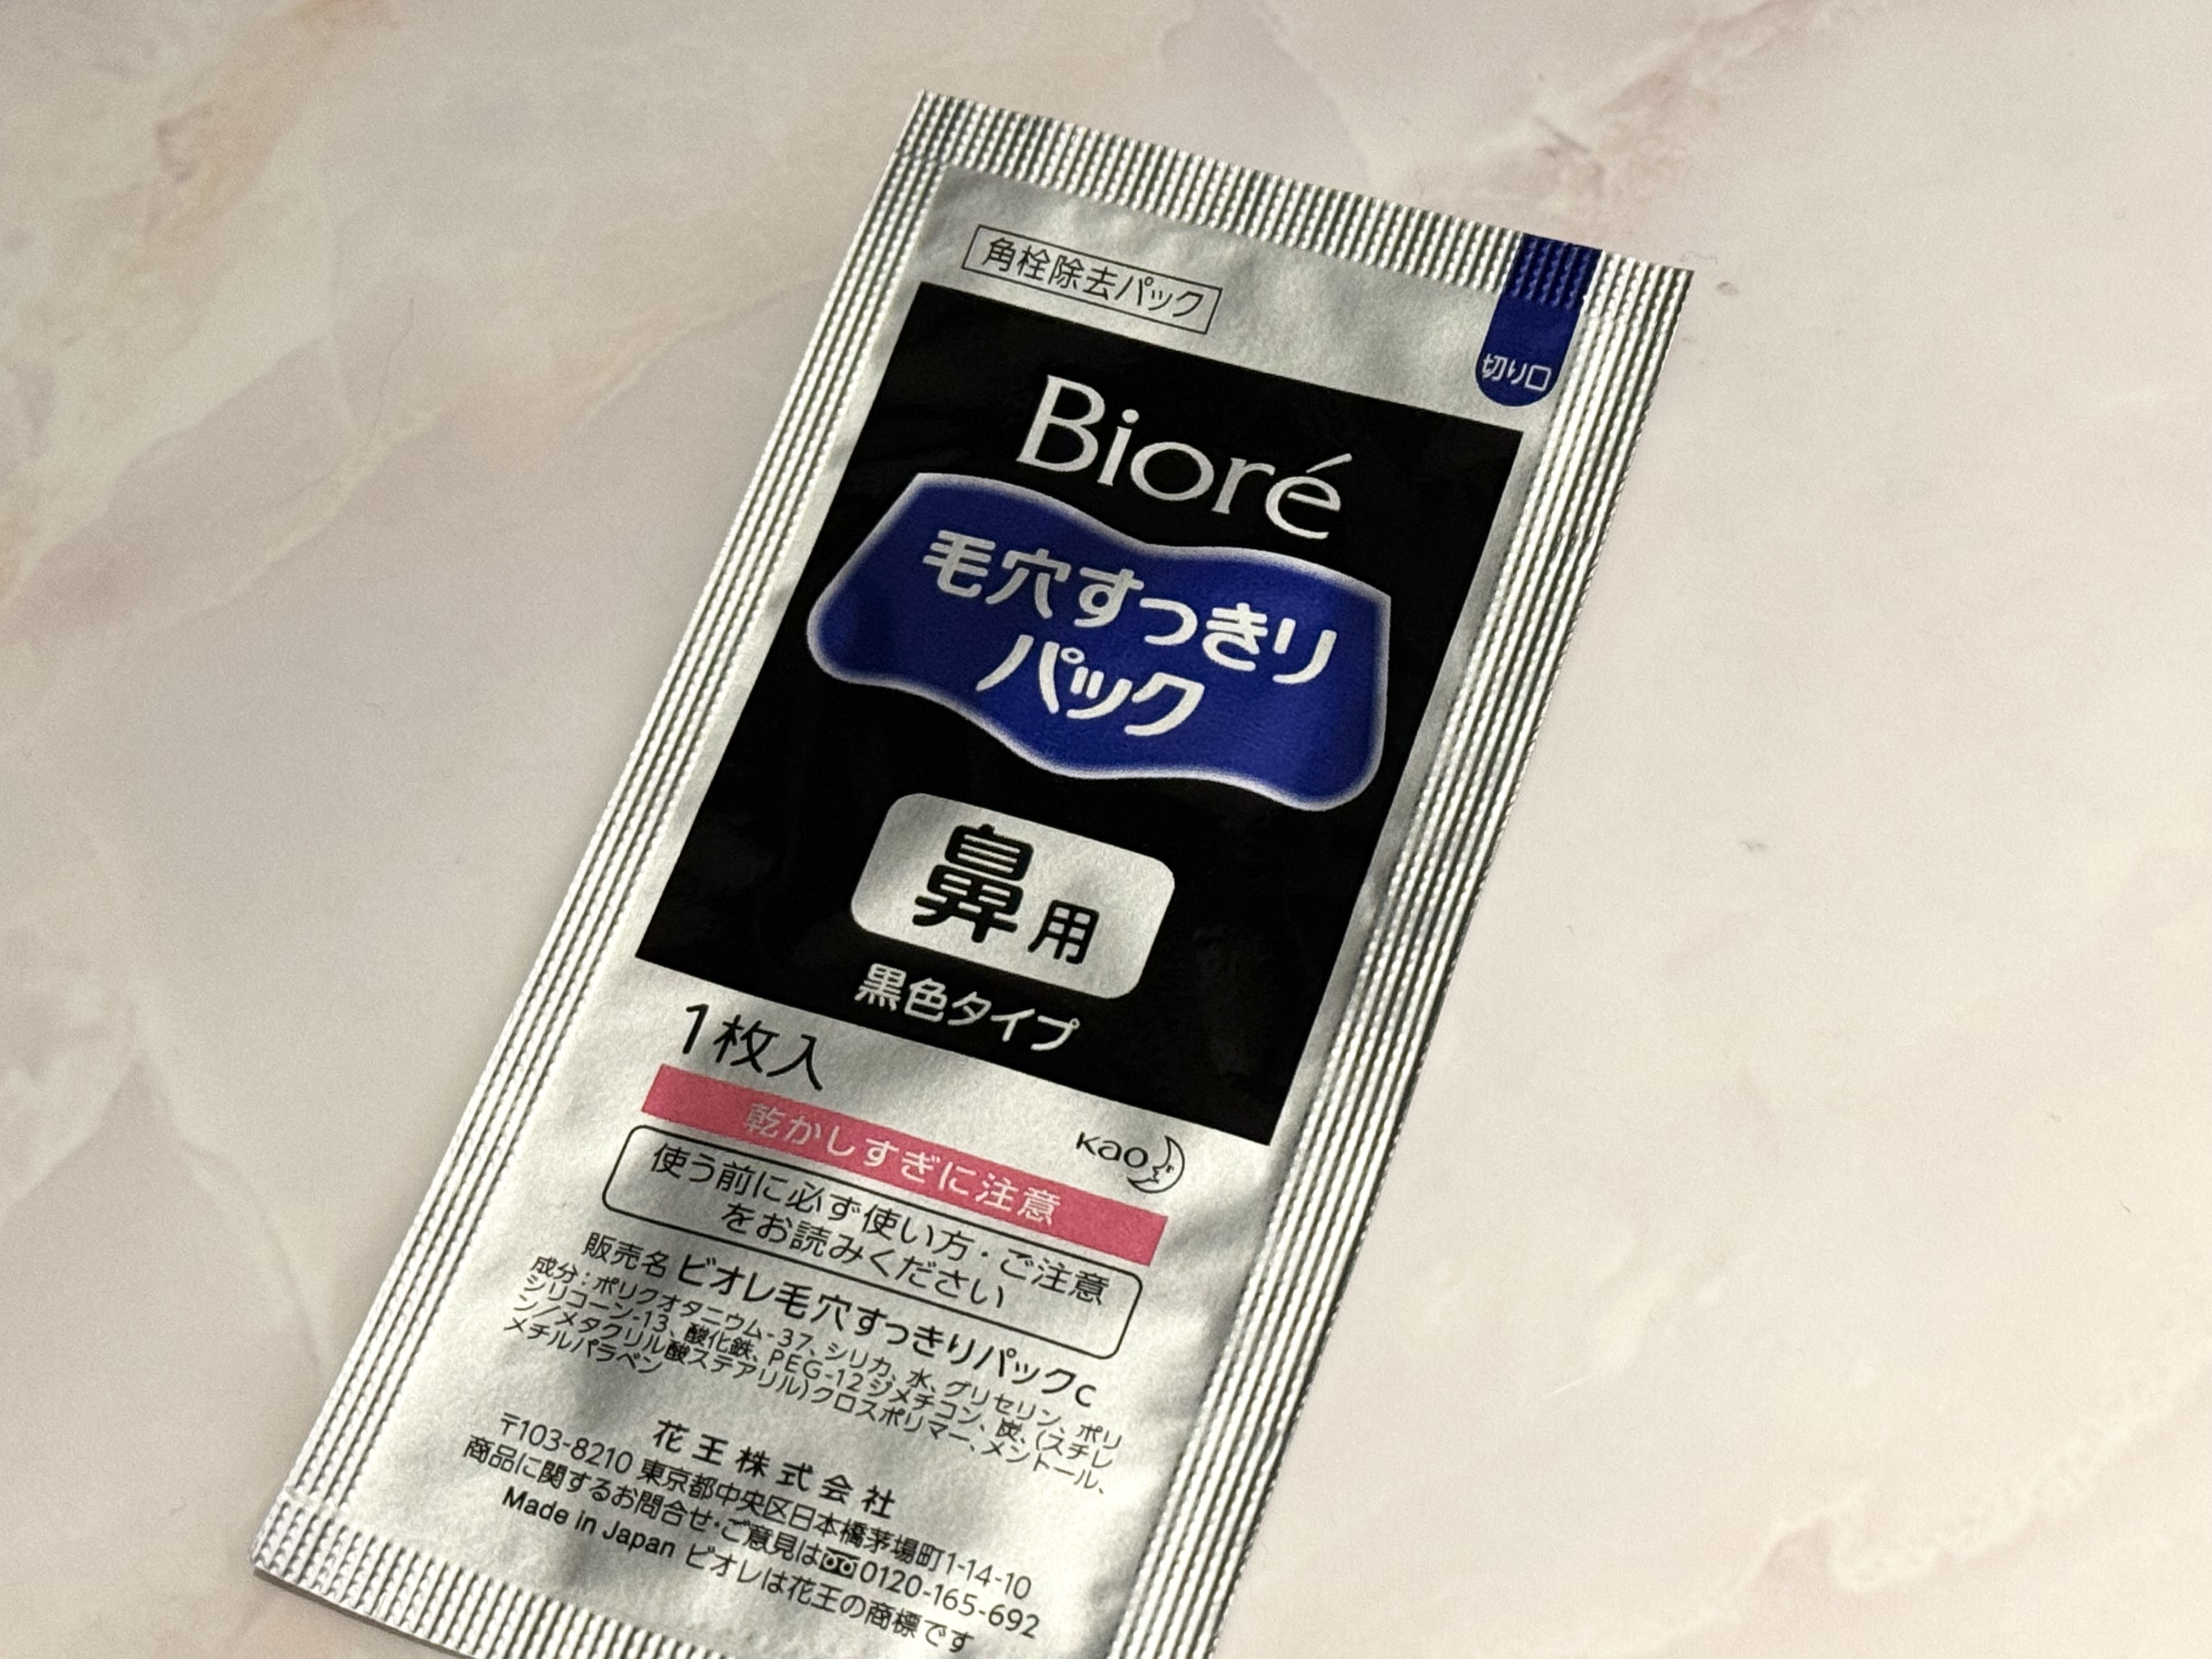 角栓除去パック
切り口
Bioré
毛穴すっきり
パック
鼻用
黒色タイプ
1枚入
kao
乾かしすぎに注意
使う前に必ず使い方・ご注意
をお読みください
販売名 ビオレ毛穴すっきりパックC
成分：ポリクオタニウム-37、シリカ、水、グリセリン、ポリ
シリコーン-13、酸化鉄、PEG-12ジメチコン、炭、(スチレ
ン/メタクリル酸ステアリル)クロスポリマー、メントール、
メチルパラベン
花王株式会社
〒103-8210 東京都中央区日本橋茅場町1-14-10
商品に関するお問合せ・ご意見は0120-165-692
Made in Japan ビオレは花王の商標です